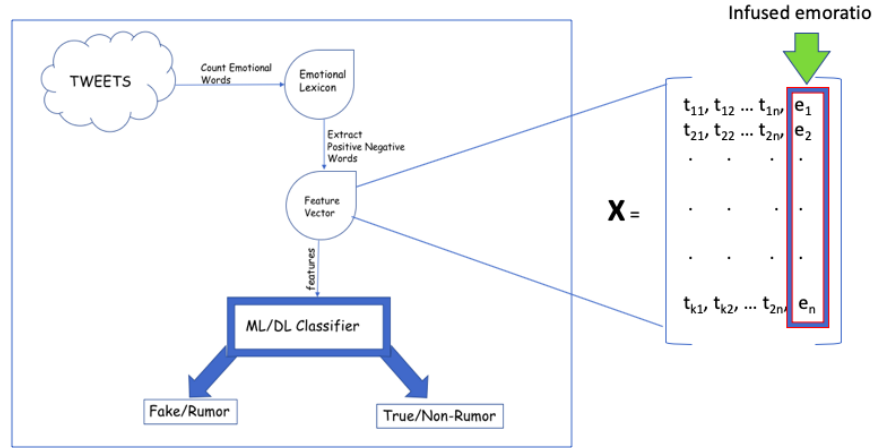 Infused emoratio
TWEETS
Count Emotional
Words
Emotional
Lexicon
Extract
Positive Negative
Words
Feature
Vector
features
ML/DL Classifier
Fake/Rumor
True/Non-Rumor
X =
t11, t12 ... t1n, e1
t21, t22 ... t2n, e2
. . . .
. . . .
. . . .
tk1, tk2, ... t2n, en